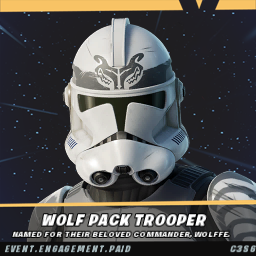 WOLF PACK TROOPER
NAMED FOR THEIR BELOVED COMMANDER, WOLFFE.
EVENT.ENGAGEMENT.PAID C3S6